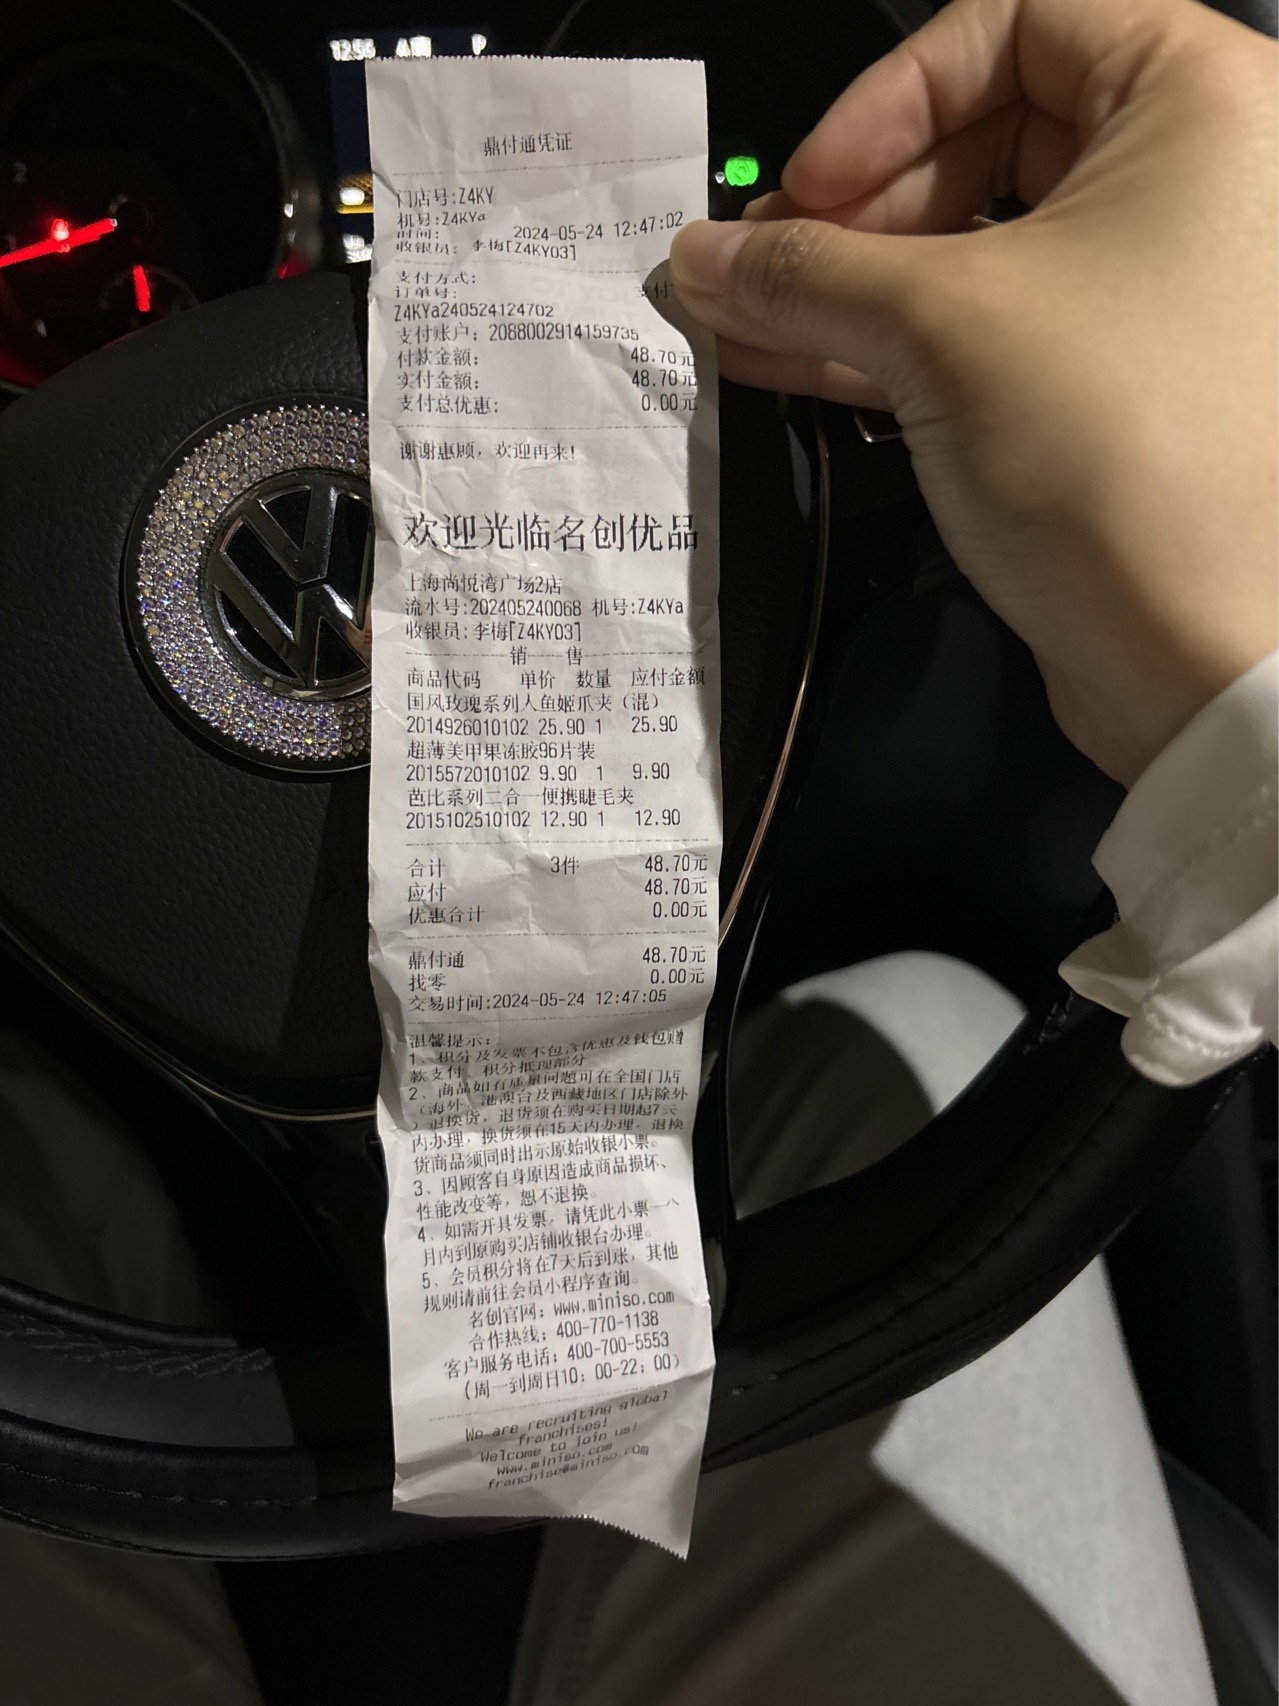 12:56
P
鼎付通凭证
门店号:Z4KY
机号:Z4KYa
时间: 2024-05-24 12:47:02
收银员: 李梅[Z4KY03]
支付方式: 支付
订单号:
Z4KYa240524124702
支付账户: 2088002914159735
付款金额: 48.70元
实付金额: 48.70元
支付总优惠: 0.00元
谢谢惠顾, 欢迎再来!
欢迎光临名创优品
上海尚悦湾广场2店
流水号:202405240068 机号:Z4KYa
收银员:李梅[Z4KY03]
销 售
商品代码 单价 数量 应付金额
国风玫瑰系列人鱼姬爪夹（混）
2014926010102 25.90 1 25.90
超薄美甲果冻胶96片装
2015572010102 9.90 1 9.90
芭比系列二合一便携睫毛夹
2015102510102 12.90 1 12.90
合计 3件 48.70元
应付 48.70元
优惠合计 0.00元
鼎付通 48.70元
找零 0.00元
交易时间:2024-05-24 12:47:05
温馨提示:
1、积分及发票不包含优惠及钱包赠
款支付、积分抵现部分
2、商品如有质量问题可在全国门店
（海外、港澳台及西藏地区门店除外
）退换货，退货须在购买日期起7天
内办理，换货须在15天内办理，退换
货商品须同时出示原始收银小票。
3、因顾客自身原因造成商品损坏、
性能改变等，恕不退换。
4、如需开具发票，请凭此小票一个
月内到原购买店铺收银台办理。
5、会员积分将在7天后到账，其他
规则请前往会员小程序查询。
名创官网: www.miniso.com
合作热线: 400-770-1138
客户服务电话: 400-700-5553
(周一到周日10: 00-22: 00)
We are recruiting global
franchises!
Welcome to join us!
www.miniso.com
franchise@miniso.com